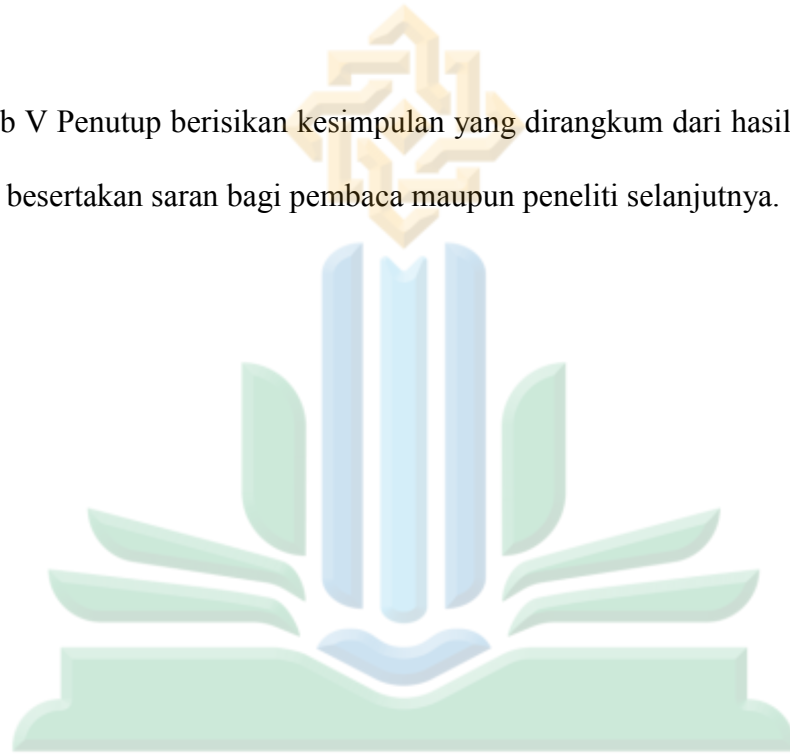 b V Penutup berisikan kesimpulan yang dirangkum dari hasil
besertakan saran bagi pembaca maupun peneliti selanjutnya.